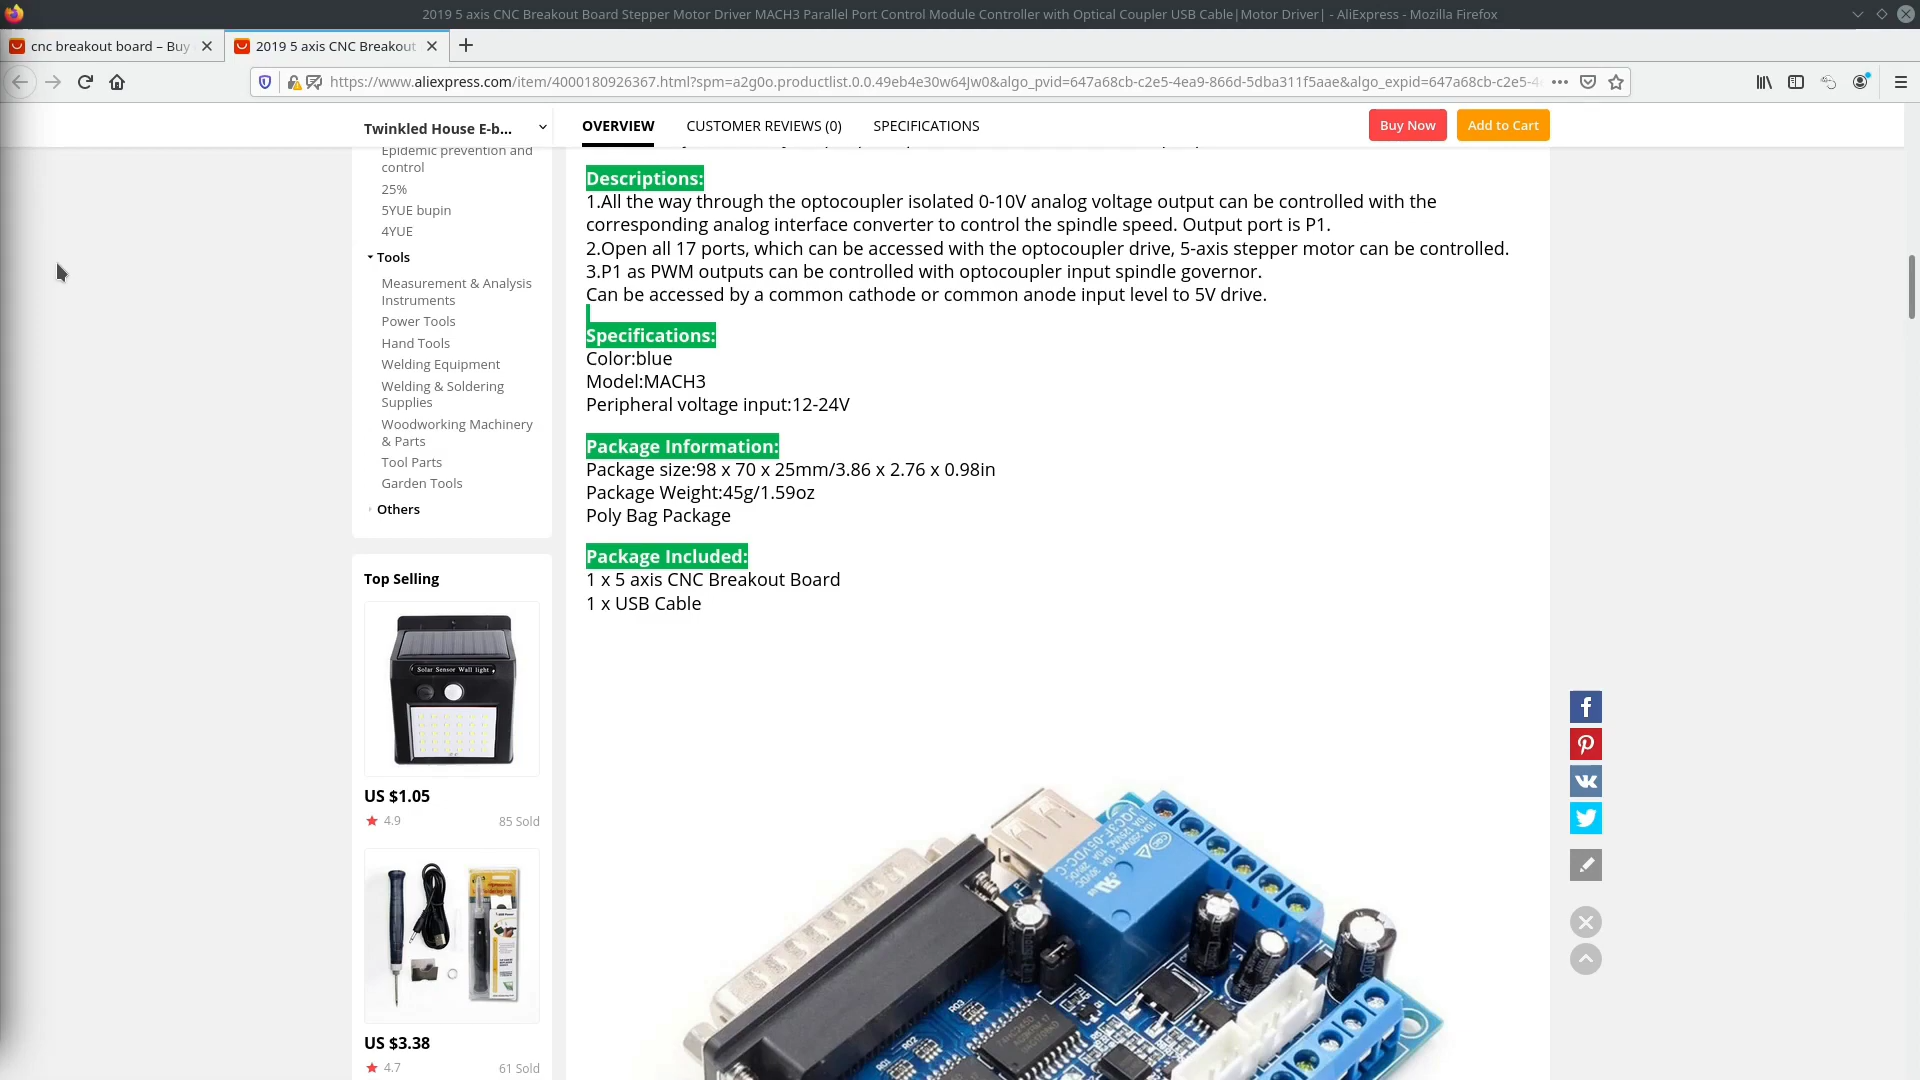 2019 5 axis CNC Breakout Board Stepper Motor Driver MACH3 Parallel Port Control Module Controller with Optical Coupler USB Cable|Motor Driver| - AliExpress - Mozilla Firefox
cnc breakout board – Buy
2019 5 axis CNC Breakout
https://www.aliexpress.com/item/4000180926367.html?spm=a2g0o.productlist.0.0.49eb4e30w64Jw0&algo_pvid=647a68cb-c2e5-4ea9-866d-5dba311f5aae&algo_expid=647a68cb-c2e5-4
Twinkled House E-b...
OVERVIEW
CUSTOMER REVIEWS (0)
SPECIFICATIONS
Buy Now
Add to Cart
Epidemic prevention and
control
25%
5YUE bupin
4YUE
Tools
Measurement & Analysis
Instruments
Power Tools
Hand Tools
Welding Equipment
Welding & Soldering
Supplies
Woodworking Machinery
& Parts
Tool Parts
Garden Tools
Others
Top Selling
Solar Sensor Wall light
US $1.05
4.9
85 Sold
US $3.38
4.7
61 Sold
Descriptions:
1.All the way through the optocoupler isolated 0-10V analog voltage output can be controlled with the
corresponding analog interface converter to control the spindle speed. Output port is P1.
2.Open all 17 ports, which can be accessed with the optocoupler drive, 5-axis stepper motor can be controlled.
3.P1 as PWM outputs can be controlled with optocoupler input spindle governor.
Can be accessed by a common cathode or common anode input level to 5V drive.
Specifications:
Color:blue
Model:MACH3
Peripheral voltage input:12-24V
Package Information:
Package size:98 x 70 x 25mm/3.86 x 2.76 x 0.98in
Package Weight:45g/1.59oz
Poly Bag Package
Package Included:
1 x 5 axis CNC Breakout Board
1 x USB Cable